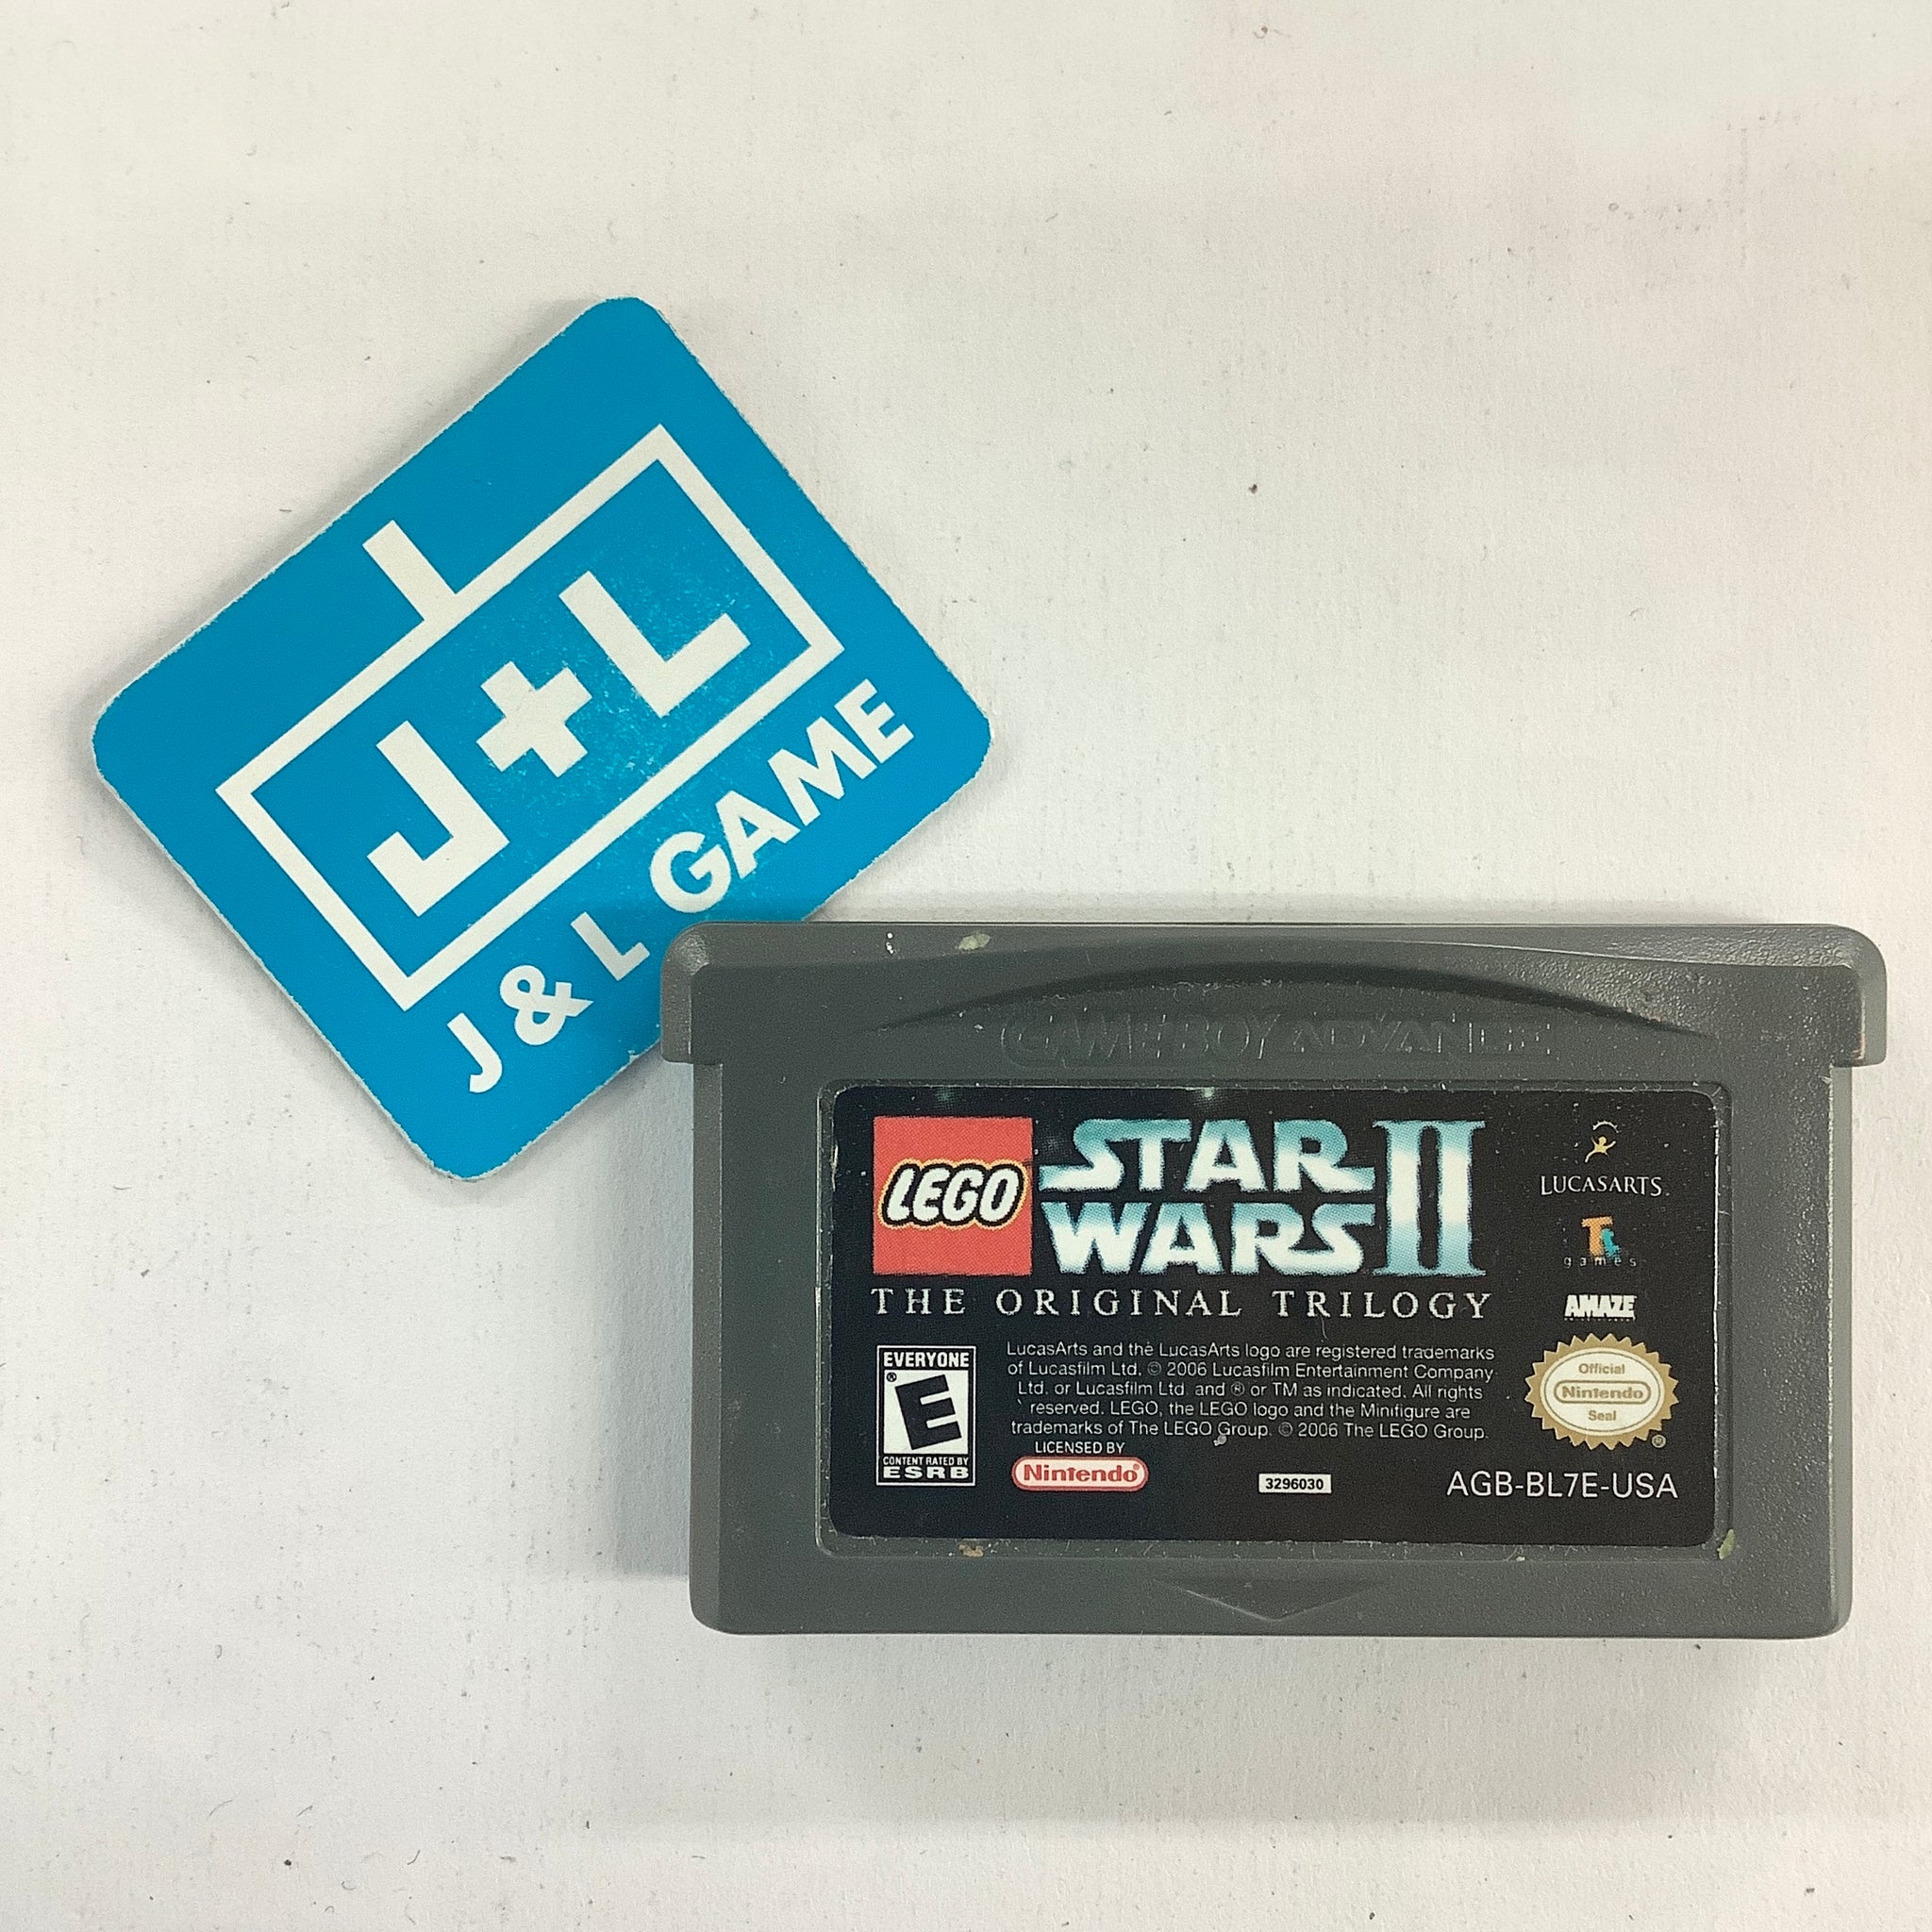 J+L
J & L GAME
GAME BOY ADVANCE
LEGO
STAR
WARS II
THE ORIGINAL TRILOGY
LUCASARTS
TT
games
AMAZE
EVERYONE
E
®
CONTENT RATED BY
ESRB
LucasArts and the LucasArts logo are registered trademarks
of Lucasfilm Ltd. © 2006 Lucasfilm Entertainment Company
Ltd. or Lucasfilm Ltd. and ® or TM as indicated. All rights
reserved. LEGO, the LEGO logo and the Minifigure are
trademarks of The LEGO Group. © 2006 The LEGO Group.
LICENSED BY
Nintendo®
Official
Nintendo
Seal
®
3296030
AGB-BL7E-USA